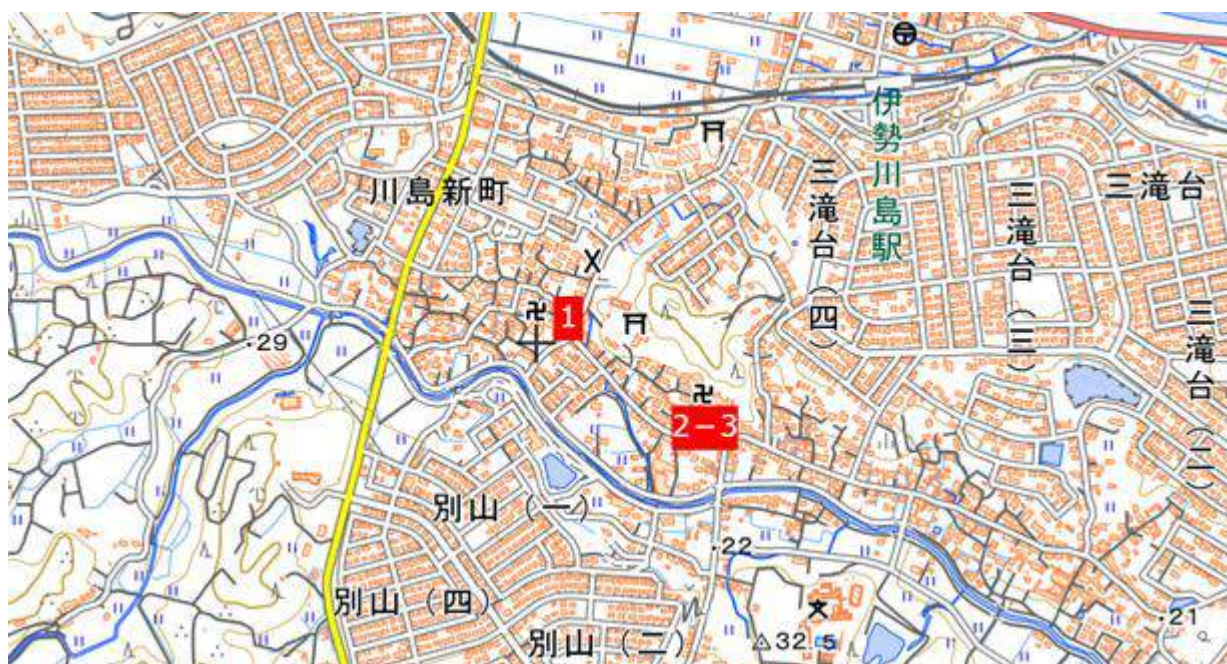 伊勢川島駅
川島新町
三滝台
三滝台(四)
三滝台(三)
三滝台(二)
1
29
2-3
別山(一)
22
別山(四)
別山(二)
32.5
21